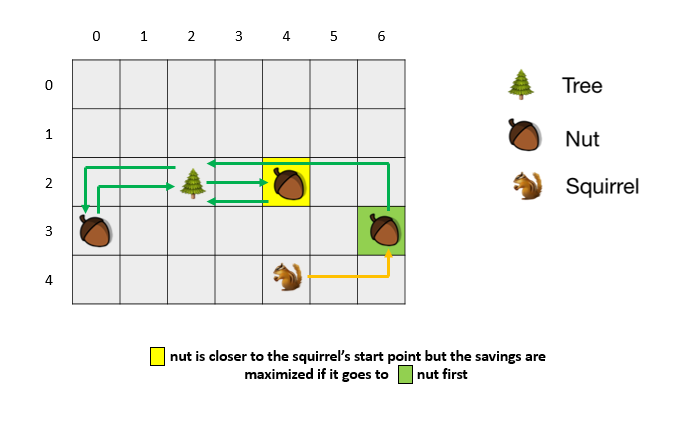 0 1 2 3 4 5 6
0
Tree
1
Nut
2
Squirrel
3
4
nut is closer to the squirrel's start point but the savings are
maximized if it goes to nut first